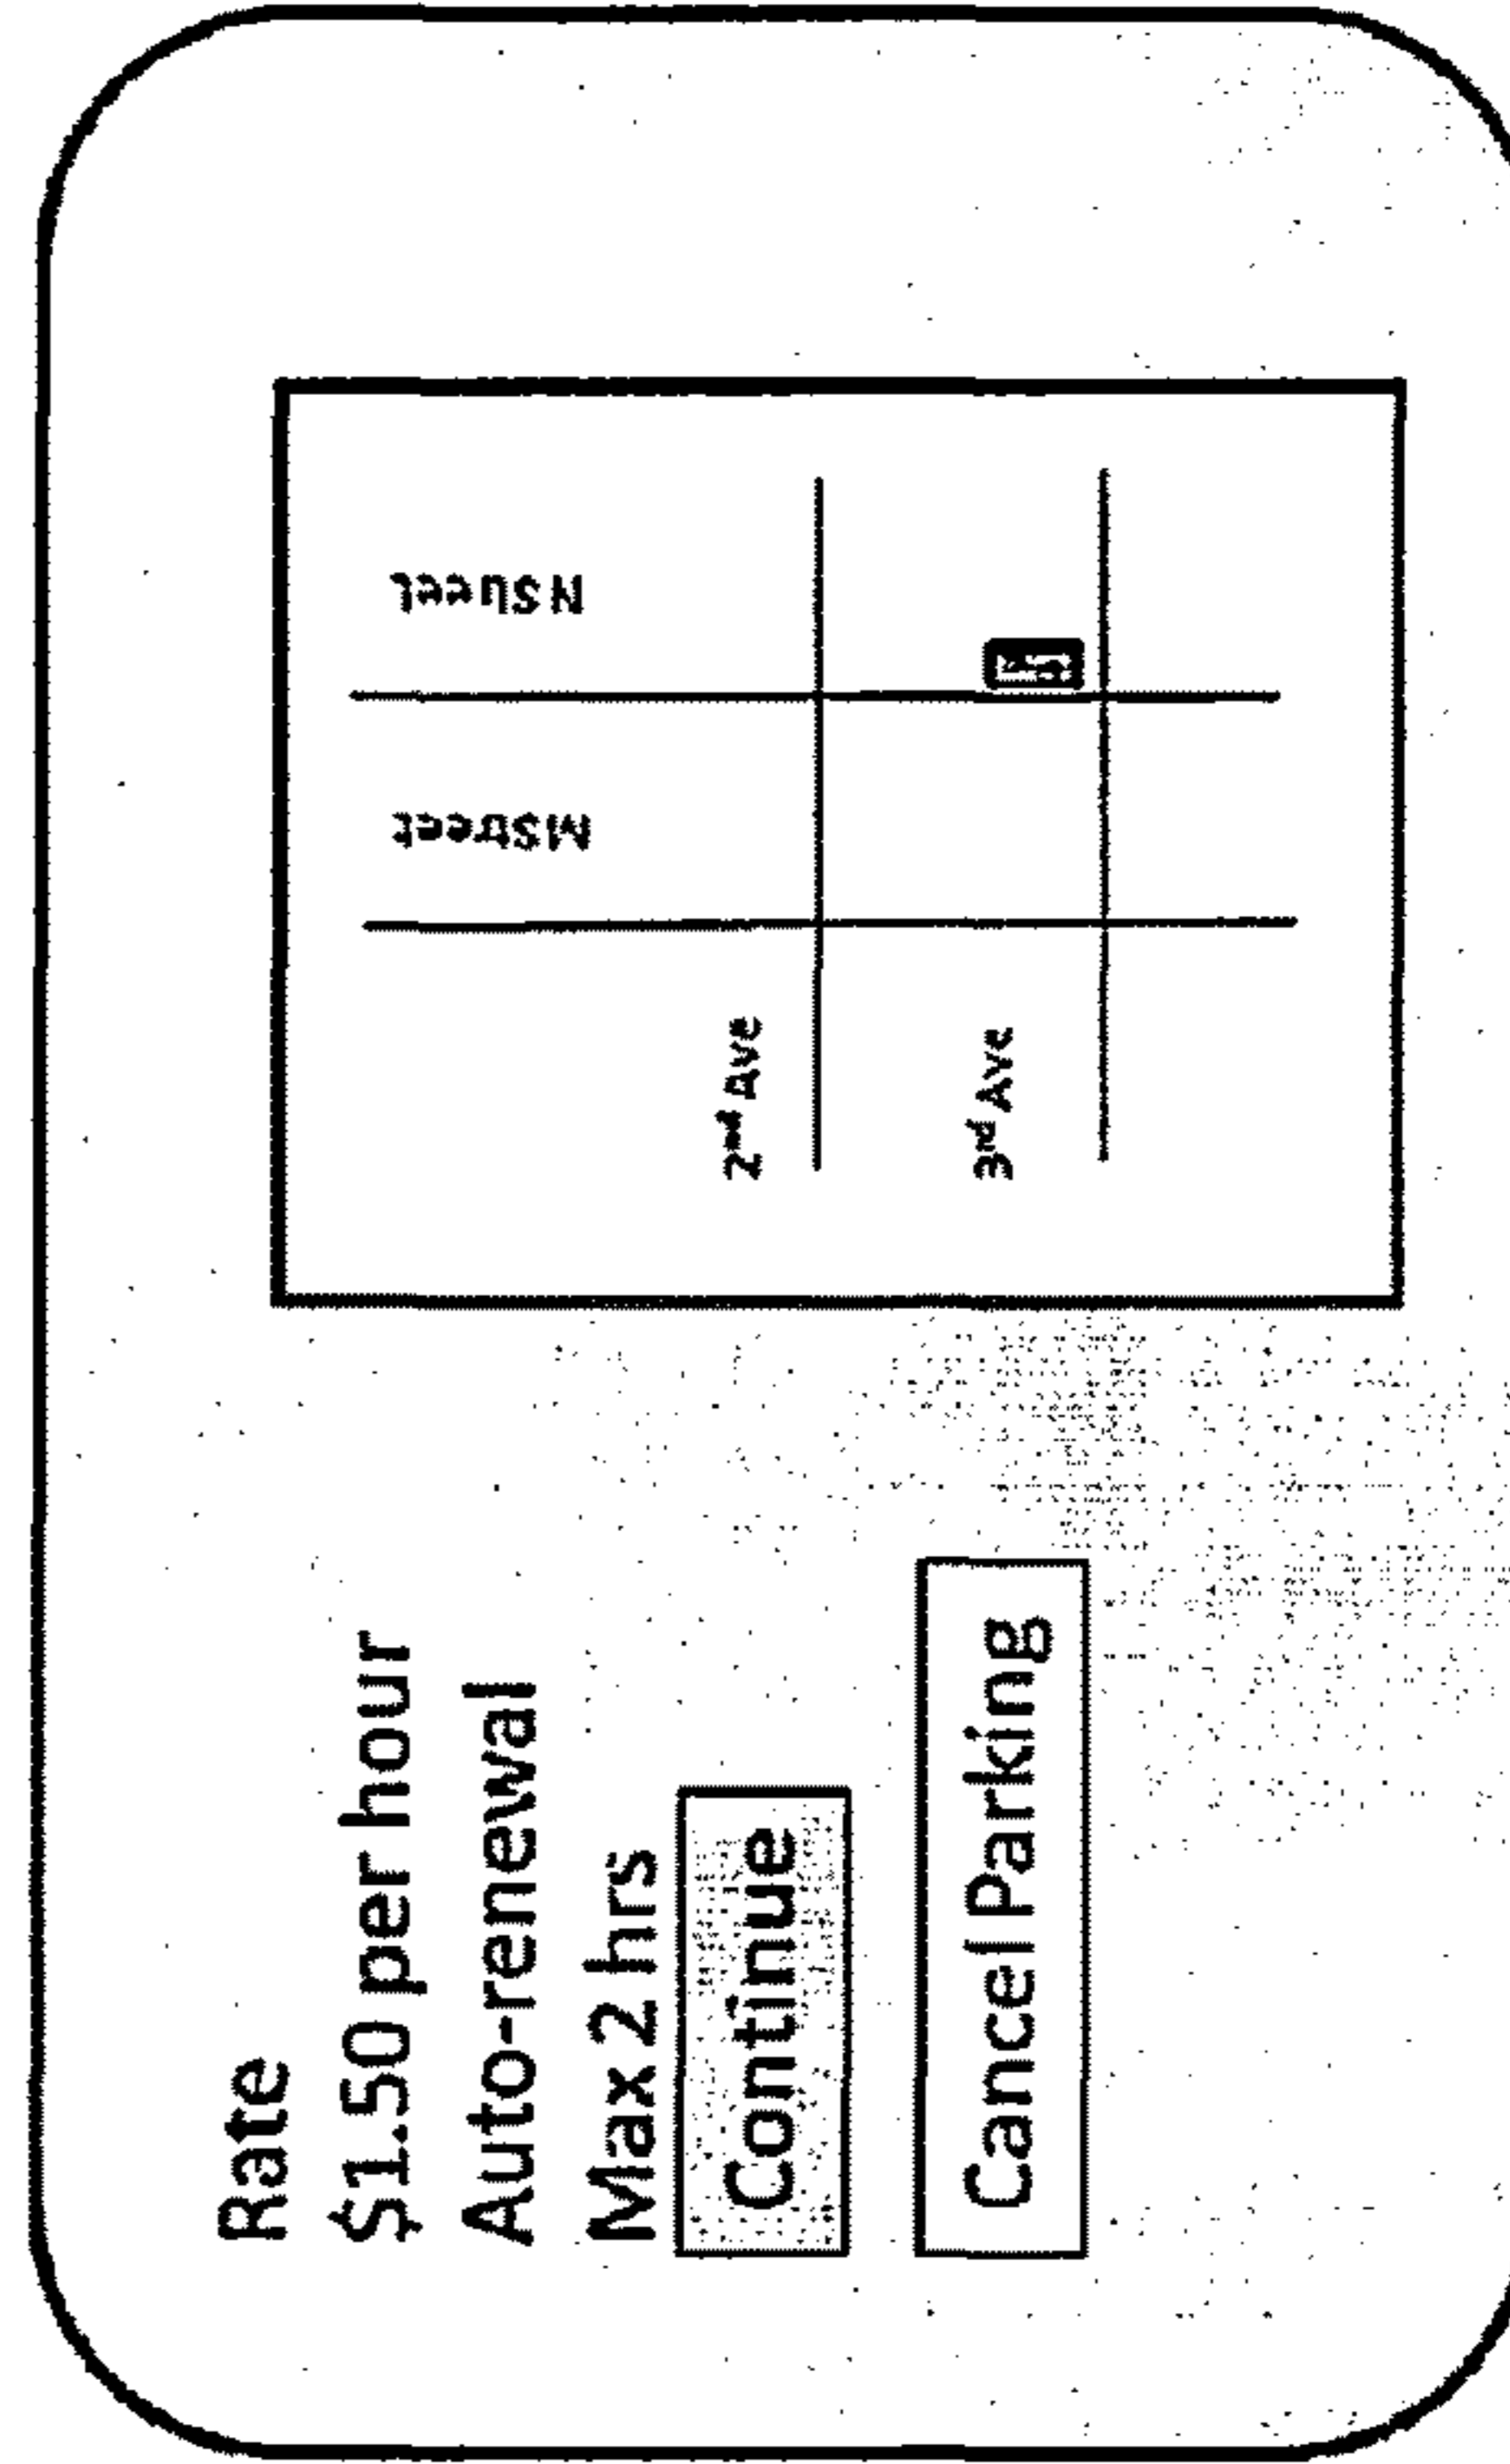 Rate
$1.50 per hour
Auto-renewal
Max 2 hrs
Continue
Cancel Parking
2nd Ave
3rd Ave
M Street
N Street